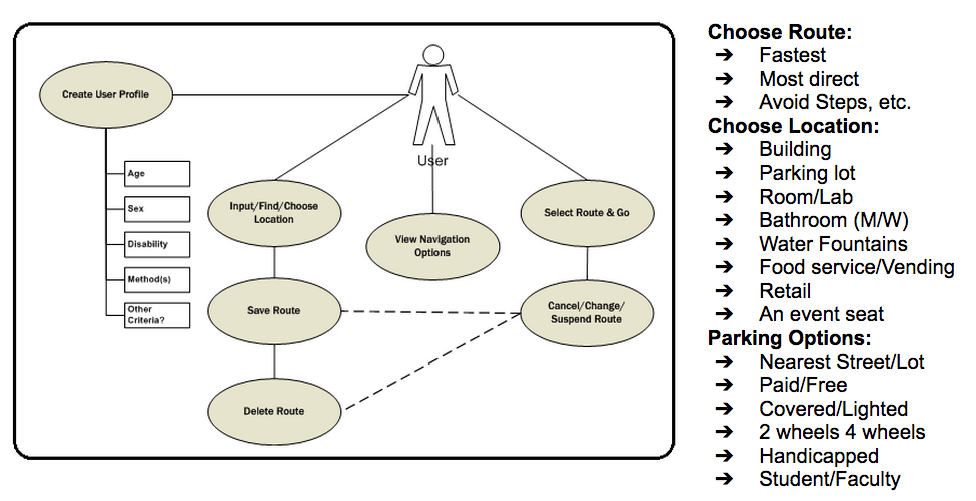 Create User Profile
Age
Sex
Disability
Method(s)
Other
Criteria?
User
Input/Find/Choose
Location
View Navigation
Options
Select Route & Go
Save Route
Cancel/Change/
Suspend Route
Delete Route
Choose Route:
➔ Fastest
➔ Most direct
➔ Avoid Steps, etc.
Choose Location:
➔ Building
➔ Parking lot
➔ Room/Lab
➔ Bathroom (M/W)
➔ Water Fountains
➔ Food service/Vending
➔ Retail
➔ An event seat
Parking Options:
➔ Nearest Street/Lot
➔ Paid/Free
➔ Covered/Lighted
➔ 2 wheels 4 wheels
➔ Handicapped
➔ Student/Faculty